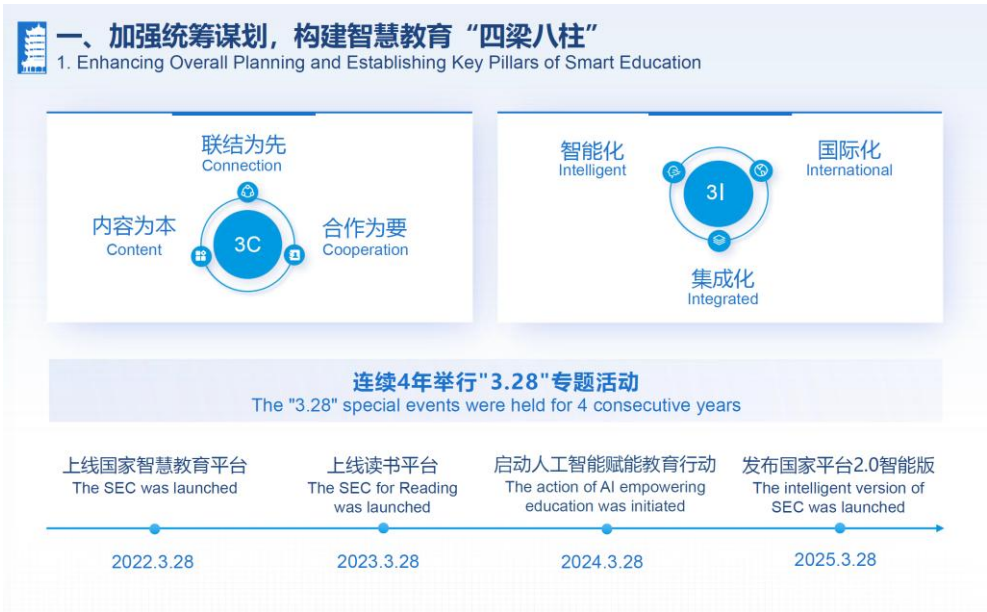 一、加强统筹谋划，构建智慧教育“四梁八柱”
1. Enhancing Overall Planning and Establishing Key Pillars of Smart Education
联结为先
Connection
内容为本
Content
3C
合作为要
Cooperation
智能化
Intelligent
3I
国际化
International
集成化
Integrated
连续4年举行"3.28"专题活动
The "3.28" special events were held for 4 consecutive years
上线国家智慧教育平台
The SEC was launched
2022.3.28
上线读书平台
The SEC for Reading
was launched
2023.3.28
启动人工智能赋能教育行动
The action of AI empowering
education was initiated
2024.3.28
发布国家平台2.0智能版
The intelligent version of
SEC was launched
2025.3.28